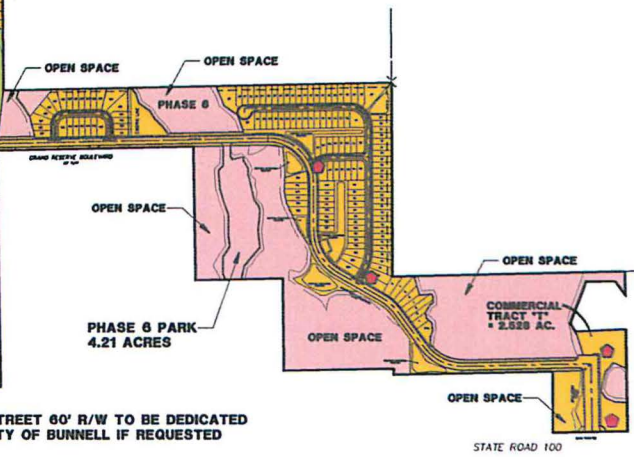 OPEN SPACE
OPEN SPACE
PHASE 6
GRAND RESERVE BOULEVARD
OPEN SPACE
OPEN SPACE
COMMERCIAL
TRACT "T"
= 2.528 AC.
PHASE 6 PARK
4.21 ACRES
OPEN SPACE
OPEN SPACE
TREET 60' R/W TO BE DEDICATED
TY OF BUNNELL IF REQUESTED
STATE ROAD 100